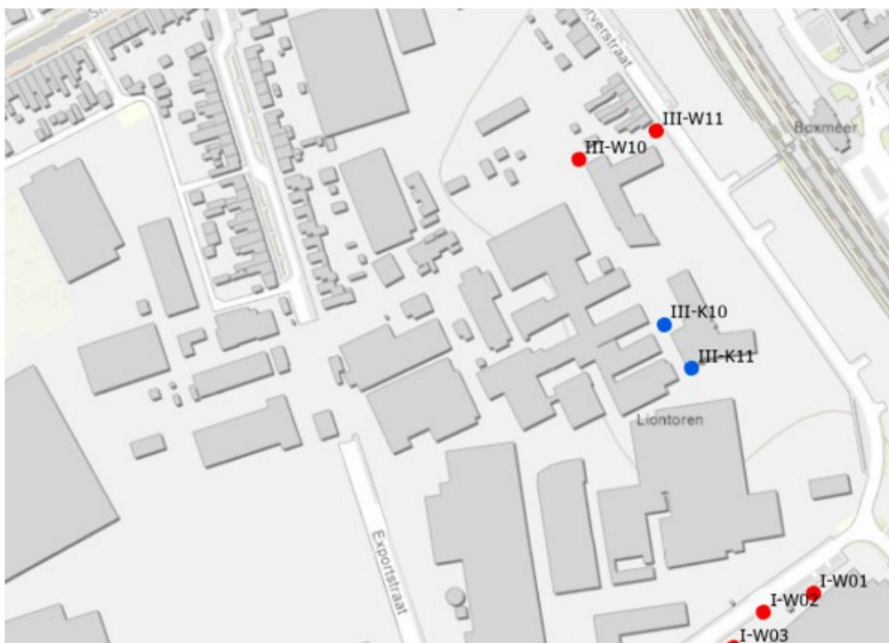 III-W11
III-W10
Boxmeer
III-K10
III-K11
Liontoren
Exportstraat
I-W01
I-W02
I-W03